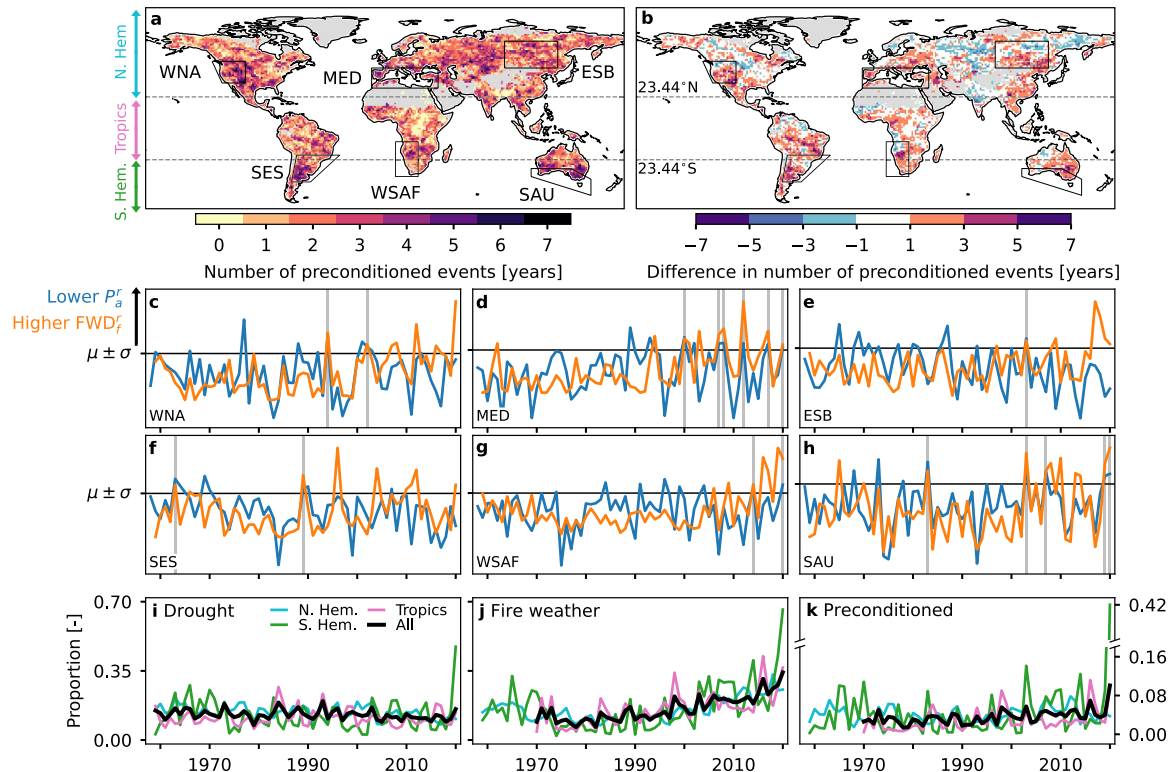 a
b
N. Hem
Tropics
S. Hem.
WNA
MED
ESB
SES
WSAF
SAU
23.44°N
23.44°S
0 1 2 3 4 5 6 7
Number of preconditioned events [years]
−7 −5 −3 −1 1 3 5 7
Difference in number of preconditioned events [years]
Lower P_a^r
Higher FWD_f^r
μ ± σ
c
WNA
d
MED
e
ESB
μ ± σ
f
SES
g
WSAF
h
SAU
Proportion [-]
0.70
0.35
0.00
i Drought
N. Hem.
S. Hem.
Tropics
All
j Fire weather
k Preconditioned
0.42
0.16
0.08
0.00
1970 1990 2010
1970 1990 2010
1970 1990 2010